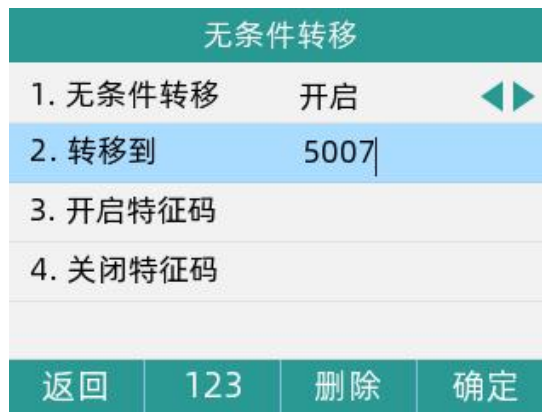 无条件转移
1. 无条件转移 开启
2. 转移到 5007
3. 开启特征码
4. 关闭特征码
返回 123 删除 确定